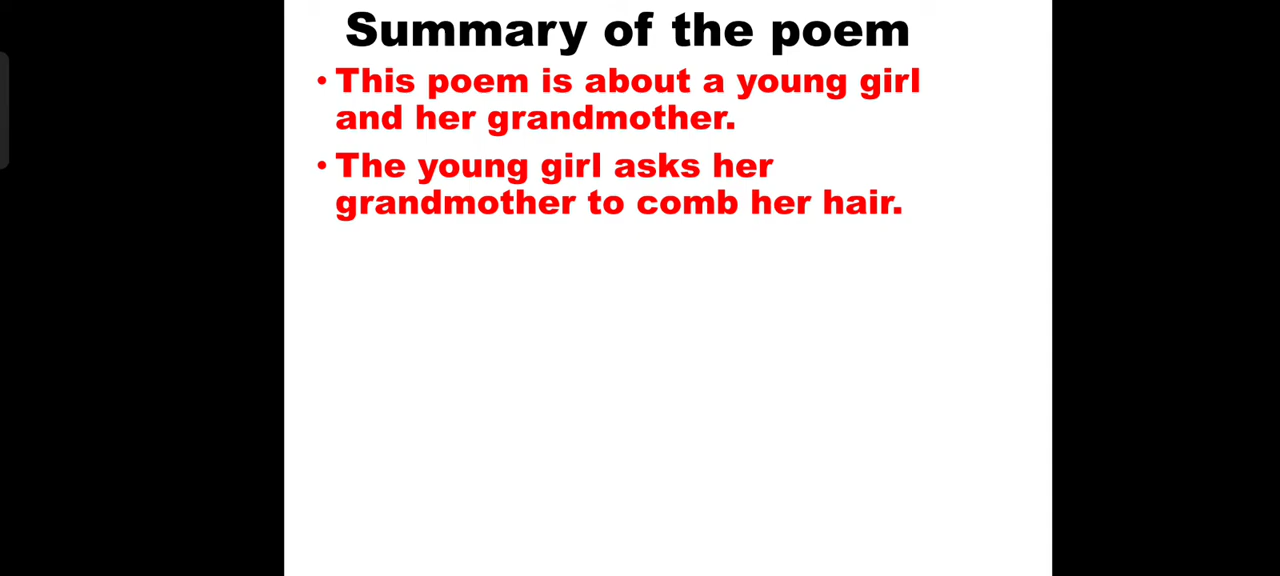 Summary of the poem
• This poem is about a young girl
and her grandmother.
• The young girl asks her
grandmother to comb her hair.